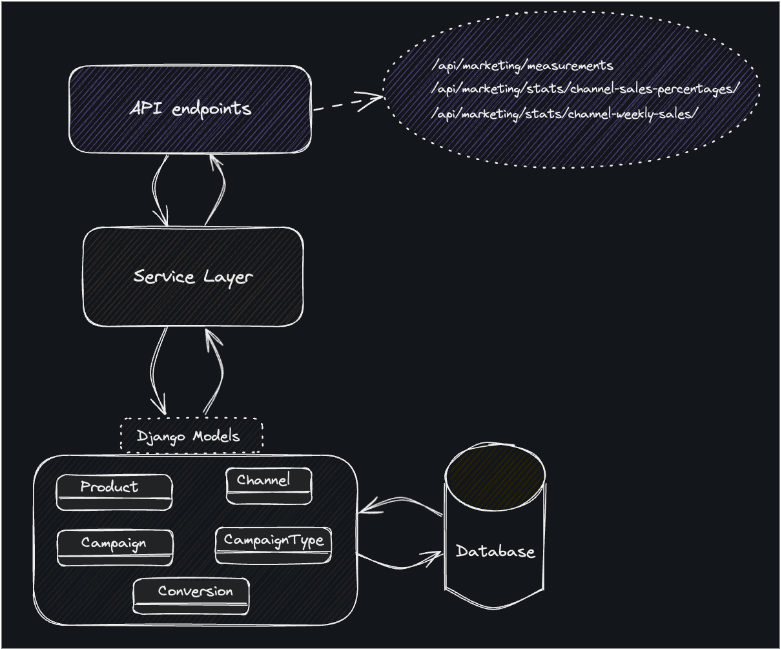 /api/marketing/measurements
API endpoints
/api/marketing/stats/channel-sales-percentages/
/api/marketing/stats/channel-weekly-sales/
Service Layer
Django Models
Product
Channel
Campaign
CampaignType
Conversion
Database